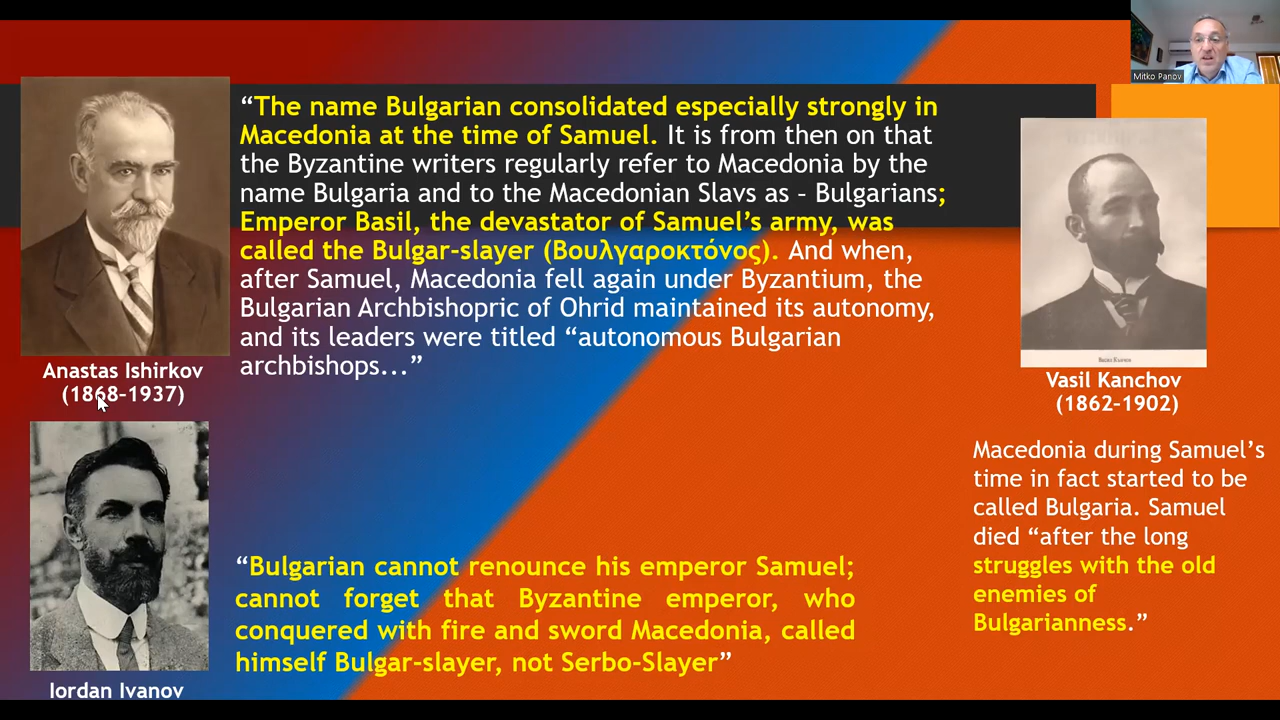 Mitko Panov
“The name Bulgarian consolidated especially strongly in
Macedonia at the time of Samuel. It is from then on that
the Byzantine writers regularly refer to Macedonia by the
name Bulgaria and to the Macedonian Slavs as – Bulgarians;
Emperor Basil, the devastator of Samuel’s army, was
called the Bulgar-slayer (Βουλγαροκτόνος). And when,
after Samuel, Macedonia fell again under Byzantium, the
Bulgarian Archbishopric of Ohrid maintained its autonomy,
and its leaders were titled “autonomous Bulgarian
archbishops...”
Anastas Ishirkov
(1868–1937)
Vasil Kanchov
(1862–1902)
Macedonia during Samuel’s
time in fact started to be
called Bulgaria. Samuel
died “after the long
struggles with the old
enemies of
Bulgarianness.”
“Bulgarian cannot renounce his emperor Samuel;
cannot forget that Byzantine emperor, who
conquered with fire and sword Macedonia, called
himself Bulgar-slayer, not Serbo-Slayer”
Iordan Ivanov